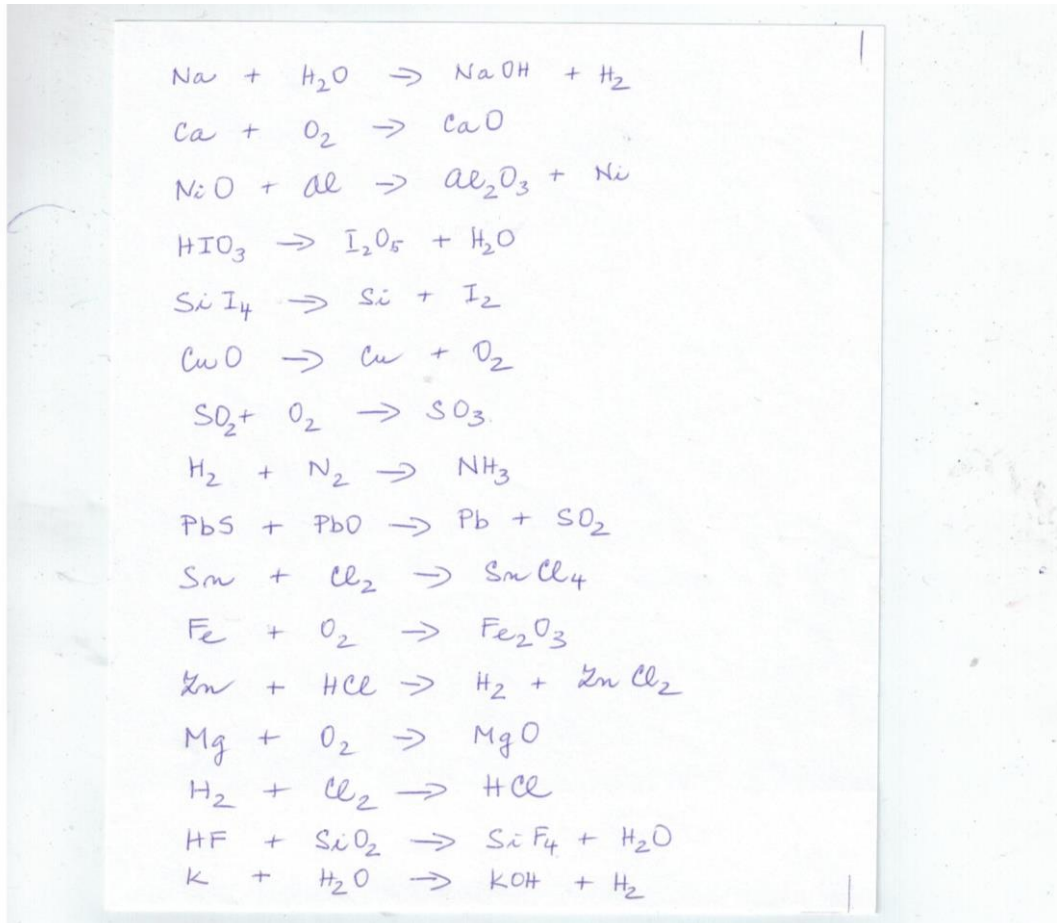 Na + H₂O → NaOH + H₂
Ca + O₂ → CaO
NiO + Al → Al₂O₃ + Ni
HIO₃ → I₂O₅ + H₂O
SiI₄ → Si + I₂
CuO → Cu + O₂
SO₂ + O₂ → SO₃.
H₂ + N₂ → NH₃
PbS + PbO → Pb + SO₂
Sn + Cl₂ → SnCl₄
Fe + O₂ → Fe₂O₃
Zn + HCl → H₂ + ZnCl₂
Mg + O₂ → MgO
H₂ + Cl₂ → HCl
HF + SiO₂ → SiF₄ + H₂O
K + H₂O → KOH + H₂